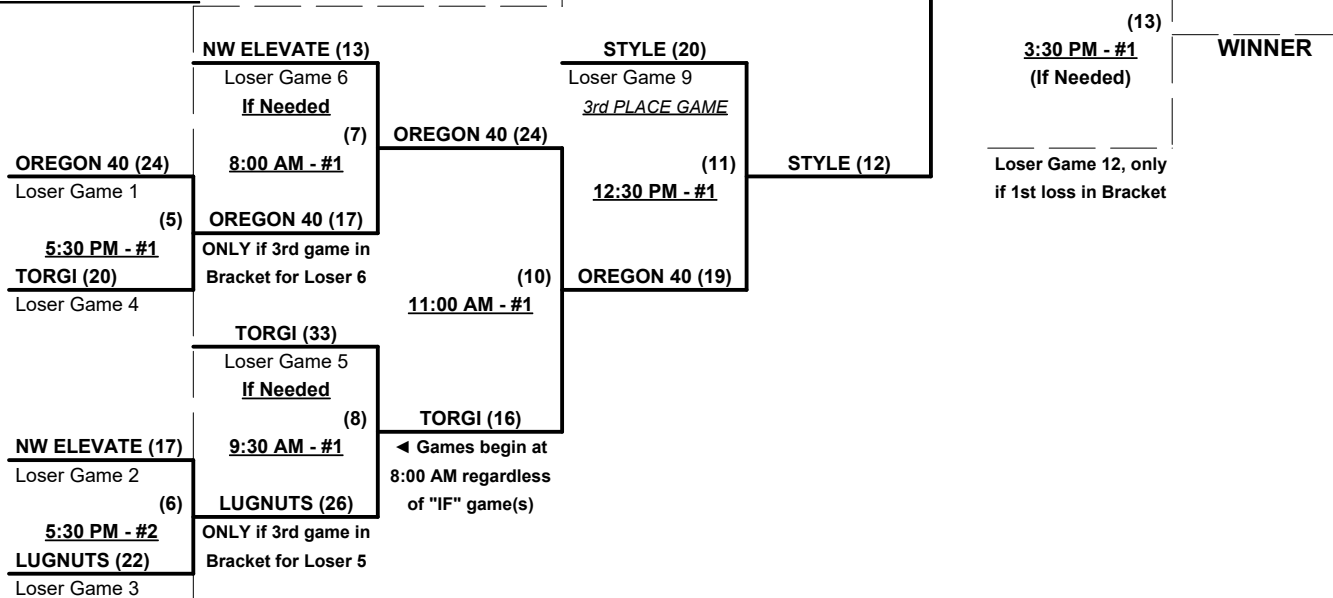 (13)
3:30 PM - #1
(If Needed)
WINNER
NW ELEVATE (13)
Loser Game 6
If Needed
(7)
8:00 AM - #1
STYLE (20)
Loser Game 9
3rd PLACE GAME
OREGON 40 (24)
OREGON 40 (24)
Loser Game 1
(5)
5:30 PM - #1
TORGI (20)
Loser Game 4
OREGON 40 (17)
ONLY if 3rd game in
Bracket for Loser 6
(11)
12:30 PM - #1
STYLE (12)
Loser Game 12, only
if 1st loss in Bracket
(10)
11:00 AM - #1
OREGON 40 (19)
TORGI (33)
Loser Game 5
If Needed
(8)
9:30 AM - #1
TORGI (16)
◄ Games begin at
8:00 AM regardless
of "IF" game(s)
NW ELEVATE (17)
Loser Game 2
(6)
5:30 PM - #2
LUGNUTS (22)
Loser Game 3
LUGNUTS (26)
ONLY if 3rd game in
Bracket for Loser 5